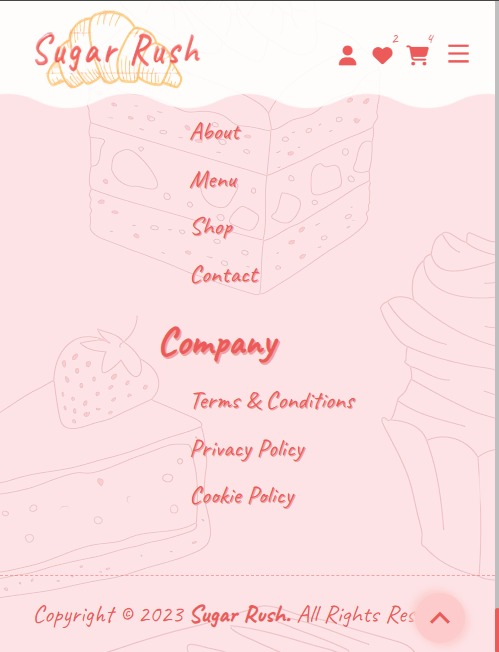 Sugar Rush
2
4
About
Menu
Shop
Contact
Company
Terms & Conditions
Privacy Policy
Cookie Policy
Copyright © 2023 Sugar Rush. All Rights